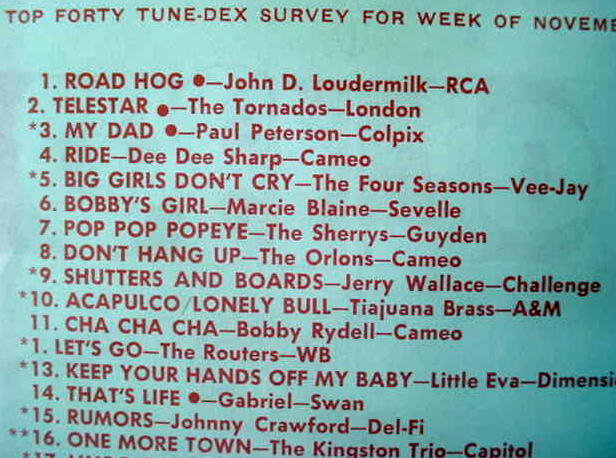 TOP FORTY TUNE-DEX SURVEY FOR WEEK OF
1. ROAD HOG ●—John D. Loudermilk—RCA
2. TELESTAR ●—The Tornados—London
*3. MY DAD ●—Paul Peterson—Colpix
4. RIDE—Dee Dee Sharp—Cameo
*5. BIG GIRLS DON'T CRY—The Four Seasons—Vee-Jay
6. BOBBY'S GIRL—Marcie Blaine—Sevelle
7. POP POP POPEYE—The Sherrys—Guyden
8. DON'T HANG UP—The Orlons—Cameo
*9. SHUTTERS AND BOARDS—Jerry Wallace—Challenge
*10. ACAPULCO/LONELY BULL—Tiajuana Brass—A&M
11. CHA CHA CHA—Bobby Rydell—Cameo
*1. LET'S GO—The Routers—WB
*13. KEEP YOUR HANDS OFF MY BABY—Little Eva—Dimensi
14. THAT'S LIFE ●—Gabriel—Swan
*15. RUMORS—Johnny Crawford—Del-Fi
**16. ONE MORE TOWN—The Kingston Trio—Capitol